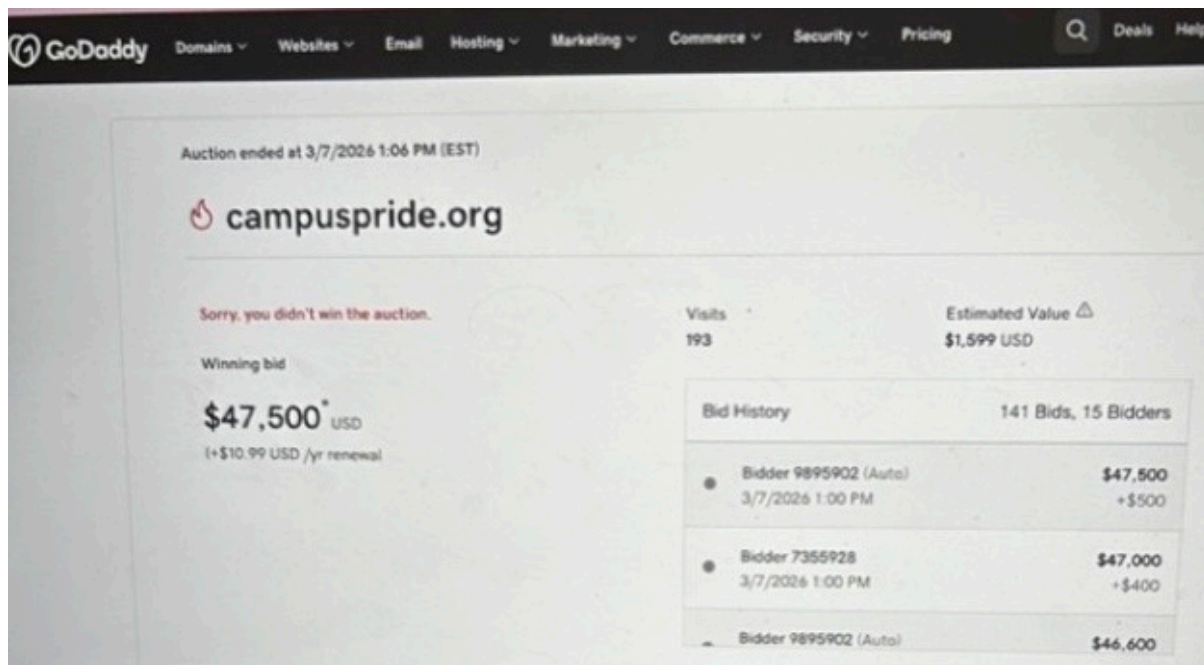 GoDaddy Domains Websites Email Hosting Marketing Commerce Security Pricing Deals Help
Auction ended at 3/7/2026 1:06 PM (EST)
campuspride.org
Sorry, you didn't win the auction.
Winning bid
$47,500* USD
(+$10.99 USD /yr renewal
Visits
193
Estimated Value
$1,599 USD
Bid History 141 Bids, 15 Bidders
Bidder 9895902 (Auto) $47,500
3/7/2026 1:00 PM +$500
Bidder 7355928 $47,000
3/7/2026 1:00 PM +$400
Bidder 9895902 (Auto) $46,600